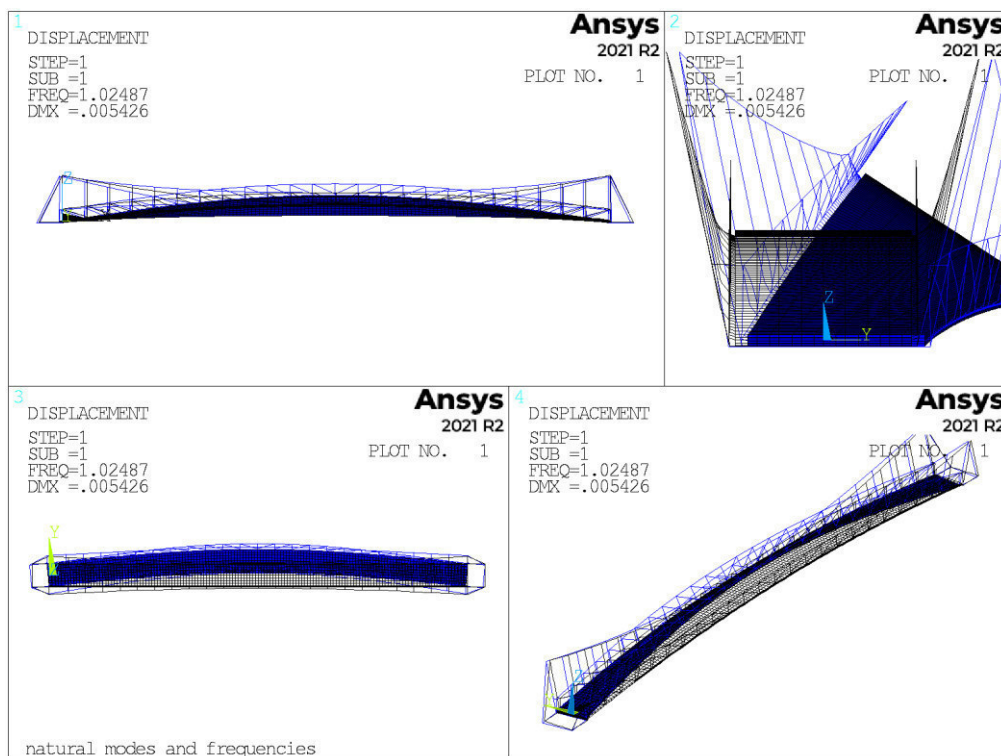 1
DISPLACEMENT
STEP=1
SUB =1
FREQ=1.02487
DMX =.005426
Ansys
2021 R2
PLOT NO. 1
Z
2
DISPLACEMENT
STEP=1
SUB =1
FREQ=1.02487
DMX =.005426
Ansys
2021 R2
PLOT NO. 1
Z
Y
3
DISPLACEMENT
STEP=1
SUB =1
FREQ=1.02487
DMX =.005426
Ansys
2021 R2
PLOT NO. 1
Y
natural modes and frequencies
4
DISPLACEMENT
STEP=1
SUB =1
FREQ=1.02487
DMX =.005426
Ansys
2021 R2
PLOT NO. 1
Z